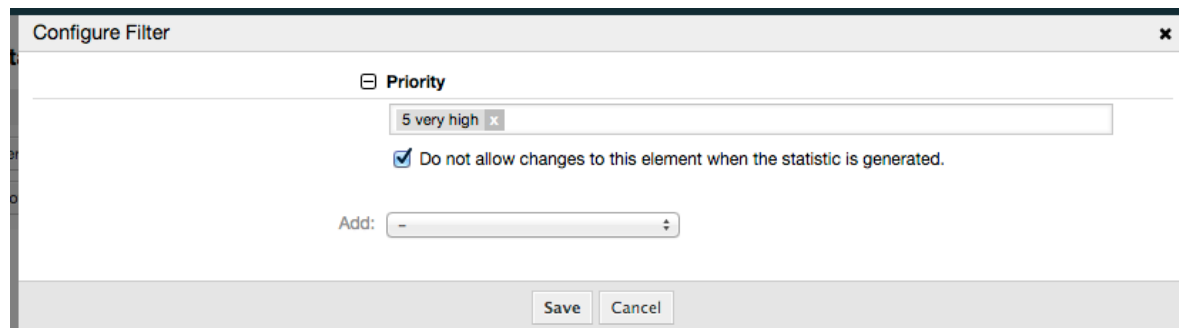 Configure Filter
Priority
5 very high x
Do not allow changes to this element when the statistic is generated.
Add: –
Save Cancel